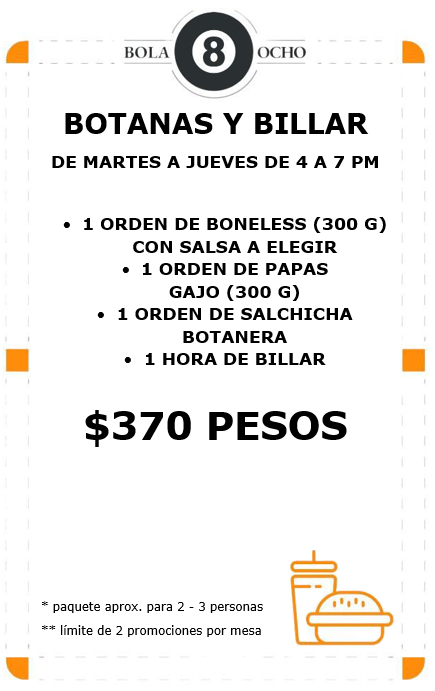 BOLA 8 OCHO
BOTANAS Y BILLAR
DE MARTES A JUEVES DE 4 A 7 PM
• 1 ORDEN DE BONELESS (300 G)
CON SALSA A ELEGIR
• 1 ORDEN DE PAPAS
GAJO (300 G)
• 1 ORDEN DE SALCHICHA
BOTANERA
• 1 HORA DE BILLAR
$370 PESOS
* paquete aprox. para 2 - 3 personas
** límite de 2 promociones por mesa